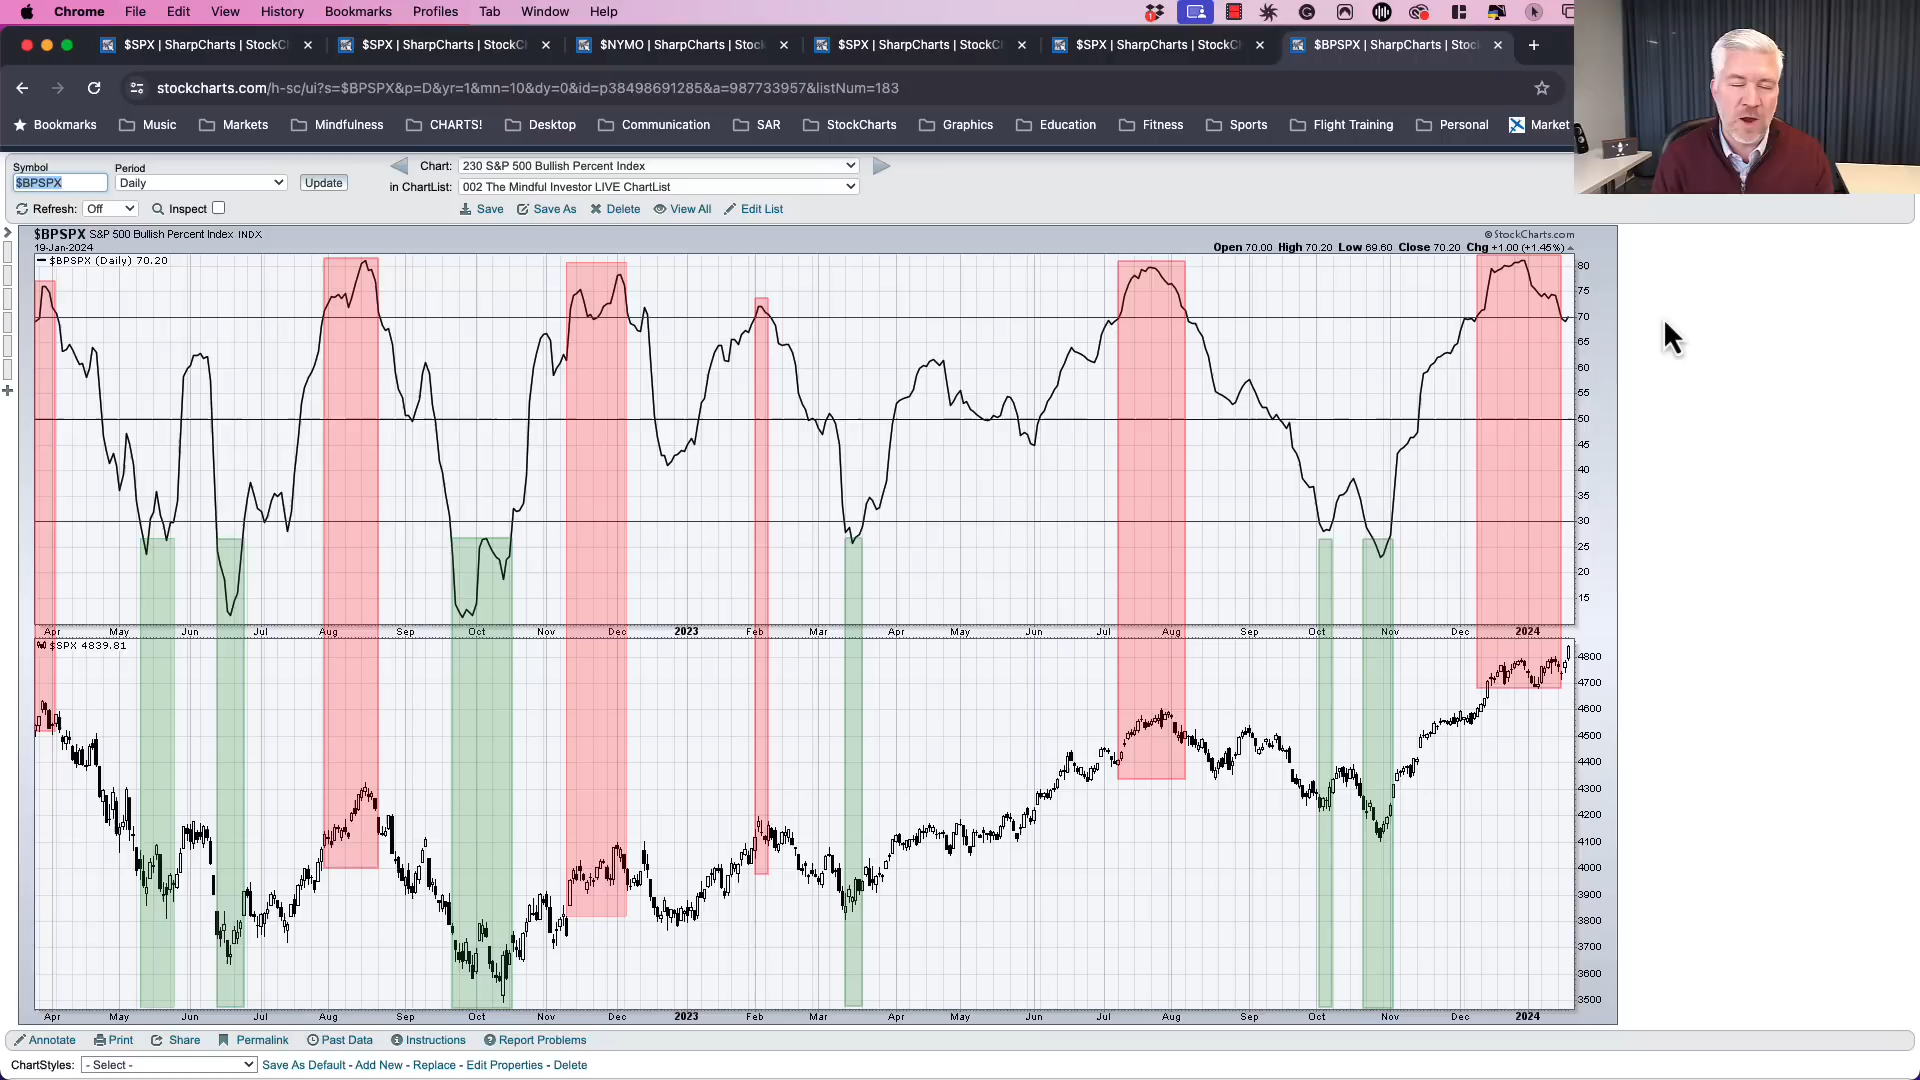 Chrome File Edit View History Bookmarks Profiles Tab Window Help
$SPX | SharpCharts | StockCl × $SPX | SharpCharts | StockCl × $NYMO | SharpCharts | Stock × $SPX | SharpCharts | StockCl × $SPX | SharpCharts | StockCl × $BPSPX | SharpCharts | Stoc ×
stockcharts.com/h-sc/ui?s=$BPSPX&p=D&yr=1&mn=10&dy=0&id=p38498691285&a=987733957&listNum=183
Bookmarks Music Markets Mindfulness CHARTS! Desktop Communication SAR StockCharts Graphics Education Fitness Sports Flight Training Personal Market
Symbol Period Chart: 230 S&P 500 Bullish Percent Index
$BPSPX Daily Update in ChartList: 002 The Mindful Investor LIVE ChartList
Refresh: Off Inspect Save Save As Delete View All Edit List
$BPSPX S&P 500 Bullish Percent Index INDX © StockCharts.com
19-Jan-2024 Open 70.00 High 70.20 Low 69.60 Close 70.20 Chg +1.00 (+1.45%)
$BPSPX (Daily) 70.20
80
75
70
65
60
55
50
45
40
35
30
25
20
15
Apr May Jun Jul Aug Sep Oct Nov Dec 2023 Feb Mar Apr May Jun Jul Aug Sep Oct Nov Dec 2024
$SPX 4839.81
4800
4700
4600
4500
4400
4300
4200
4100
4000
3900
3800
3700
3600
3500
Apr May Jun Jul Aug Sep Oct Nov Dec 2023 Feb Mar Apr May Jun Jul Aug Sep Oct Nov Dec 2024
Annotate Print Share Permalink Past Data Instructions Report Problems
ChartStyles: - Select - Save As Default - Add New - Replace - Edit Properties - Delete